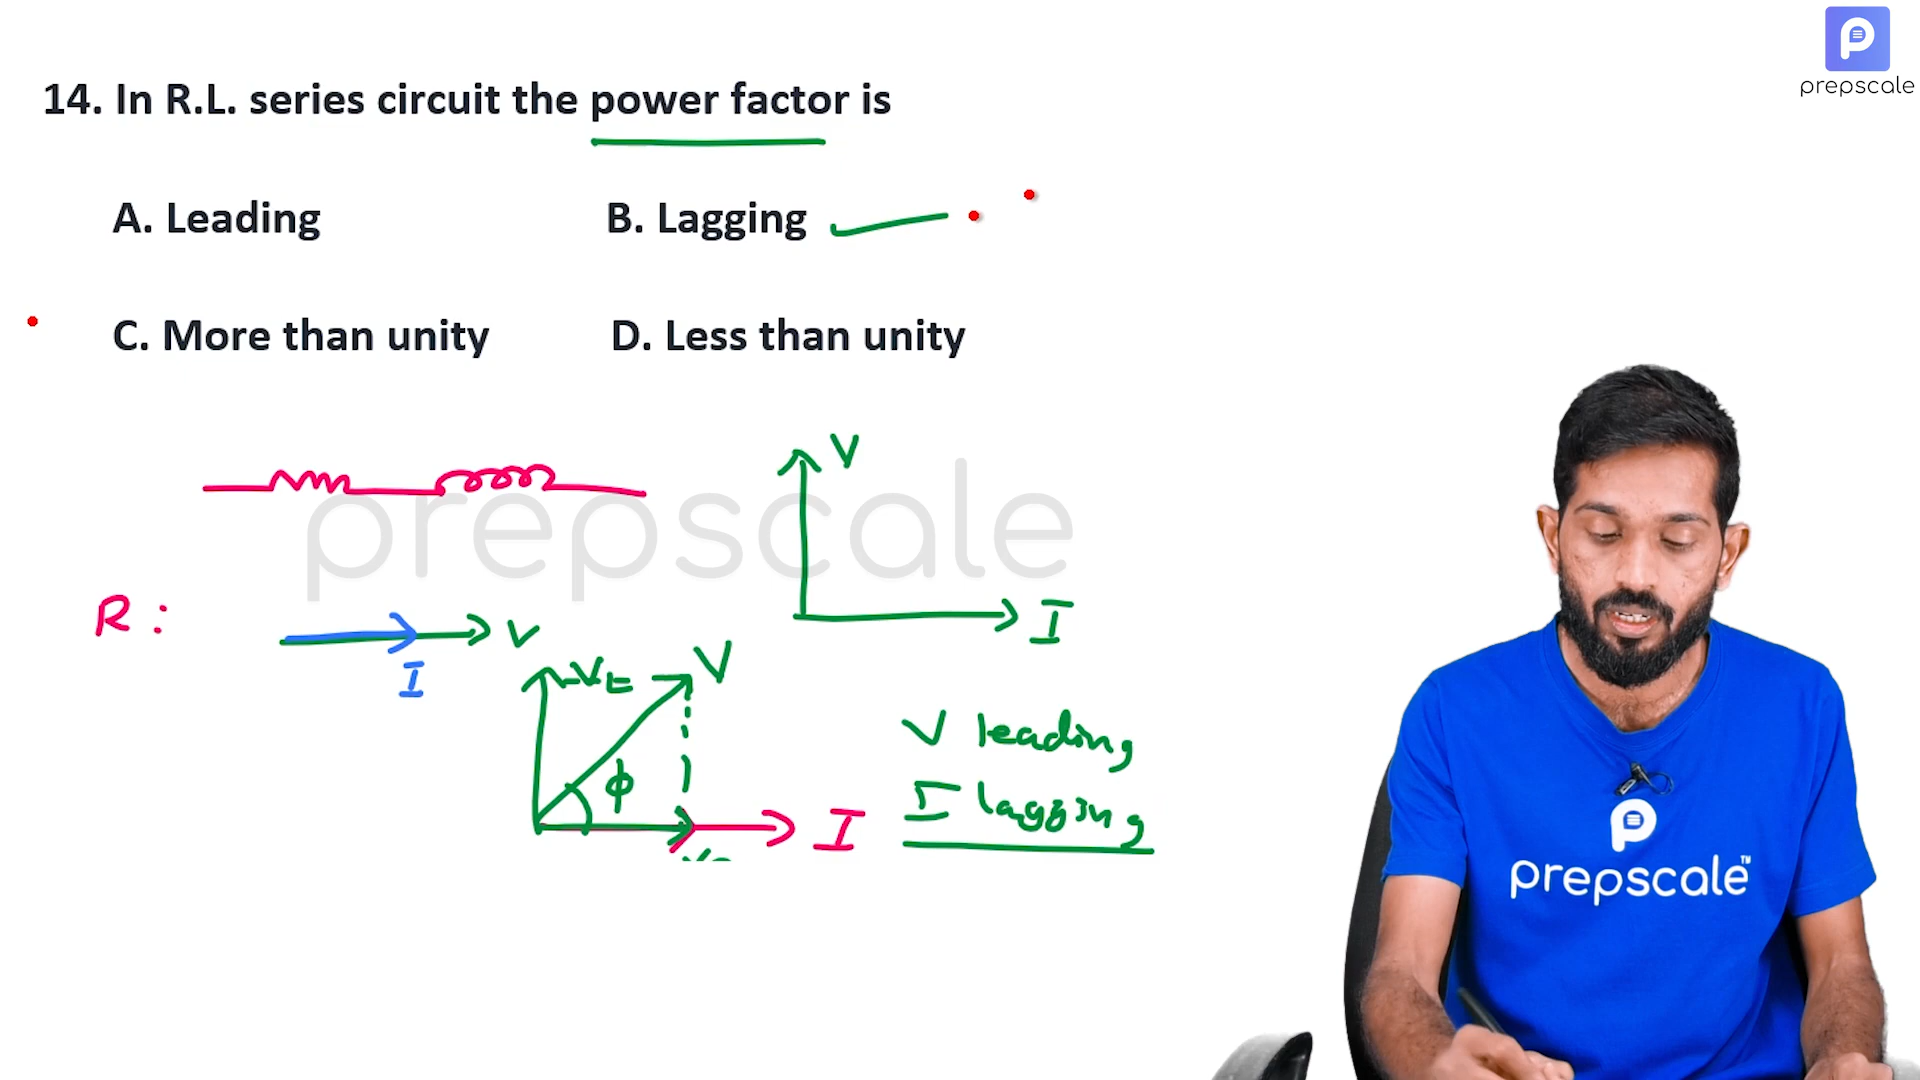 prepscale
14. In R.L. series circuit the power factor is
A. Leading
B. Lagging
C. More than unity
D. Less than unity
V
prepscale
I
R :
V
I
V
V
ϕ
I
V leading
I lagging
prepscale™